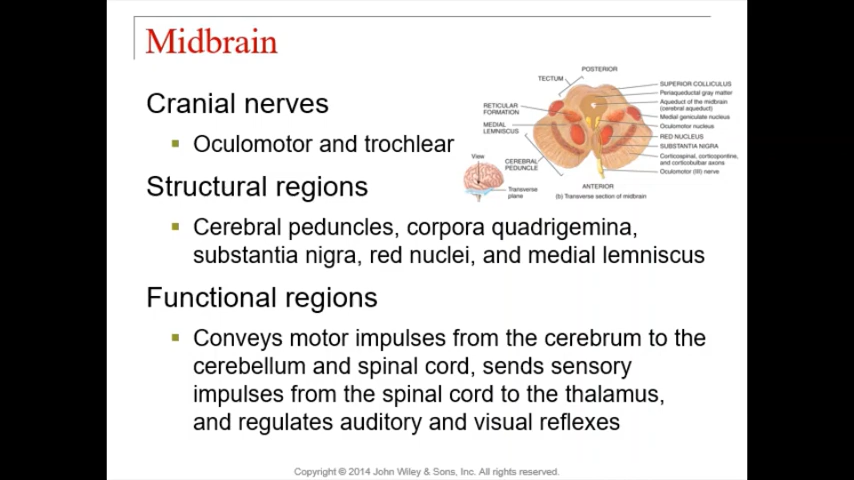 Midbrain
Cranial nerves
Oculomotor and trochlear
Structural regions
Cerebral peduncles, corpora quadrigemina,
substantia nigra, red nuclei, and medial lemniscus
Functional regions
Conveys motor impulses from the cerebrum to the
cerebellum and spinal cord, sends sensory
impulses from the spinal cord to the thalamus,
and regulates auditory and visual reflexes
POSTERIOR
TECTUM
SUPERIOR COLLICULUS
Periaqueductal gray matter
Aqueduct of the midbrain
(cerebral aqueduct)
Medial geniculate nucleus
Oculomotor nucleus
RED NUCLEUS
SUBSTANTIA NIGRA
Corticospinal, corticopontine,
and corticobulbar axons
Oculomotor (III) nerve
RETICULAR
FORMATION
MEDIAL
LEMNISCUS
CEREBRAL
PEDUNCLE
View
Transverse
plane
ANTERIOR
(b) Transverse section of midbrain
Copyright © 2014 John Wiley & Sons, Inc. All rights reserved.